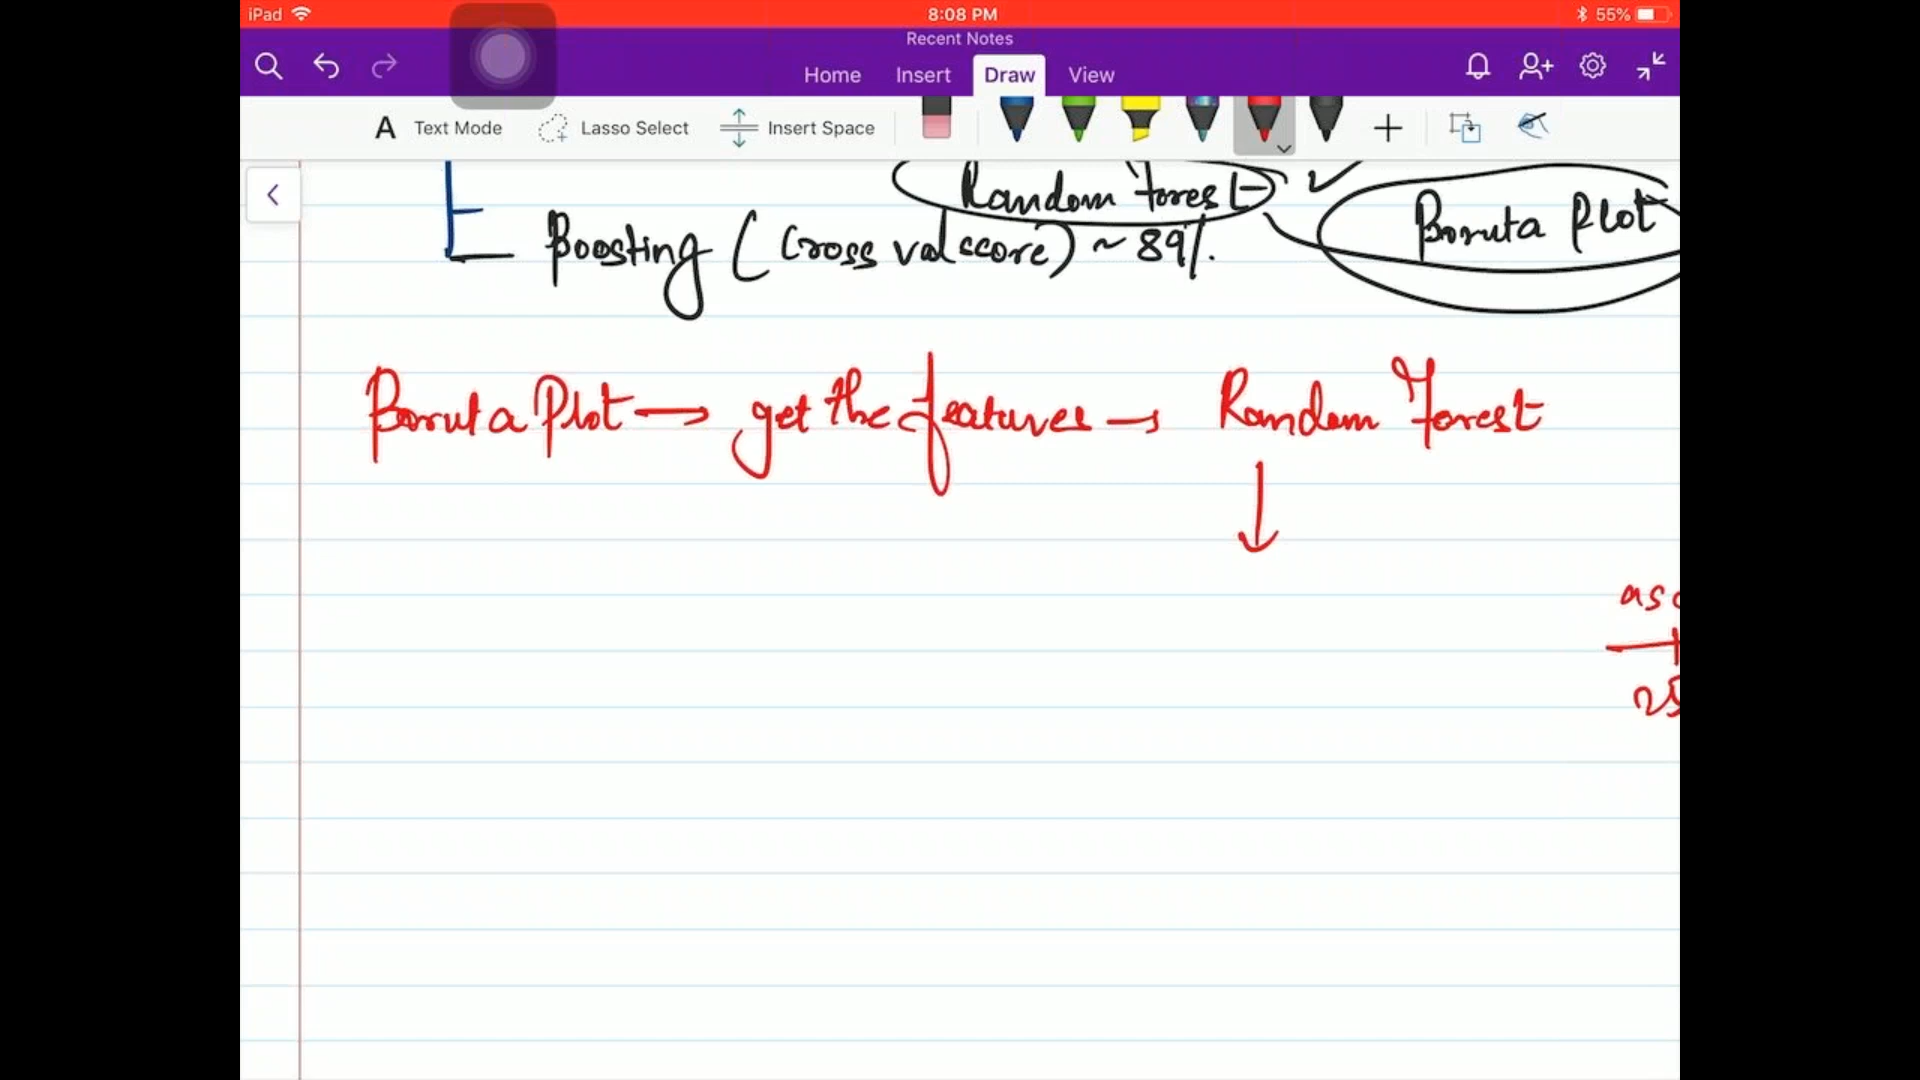 iPad 8:08 PM 55%
Recent Notes
Home Insert Draw View
A Text Mode Lasso Select Insert Space
Random Forest Boruta Plot
Boosting (Cross val score) ~ 89%.
Boruta Plot → get the features → Random Forest
↓
25